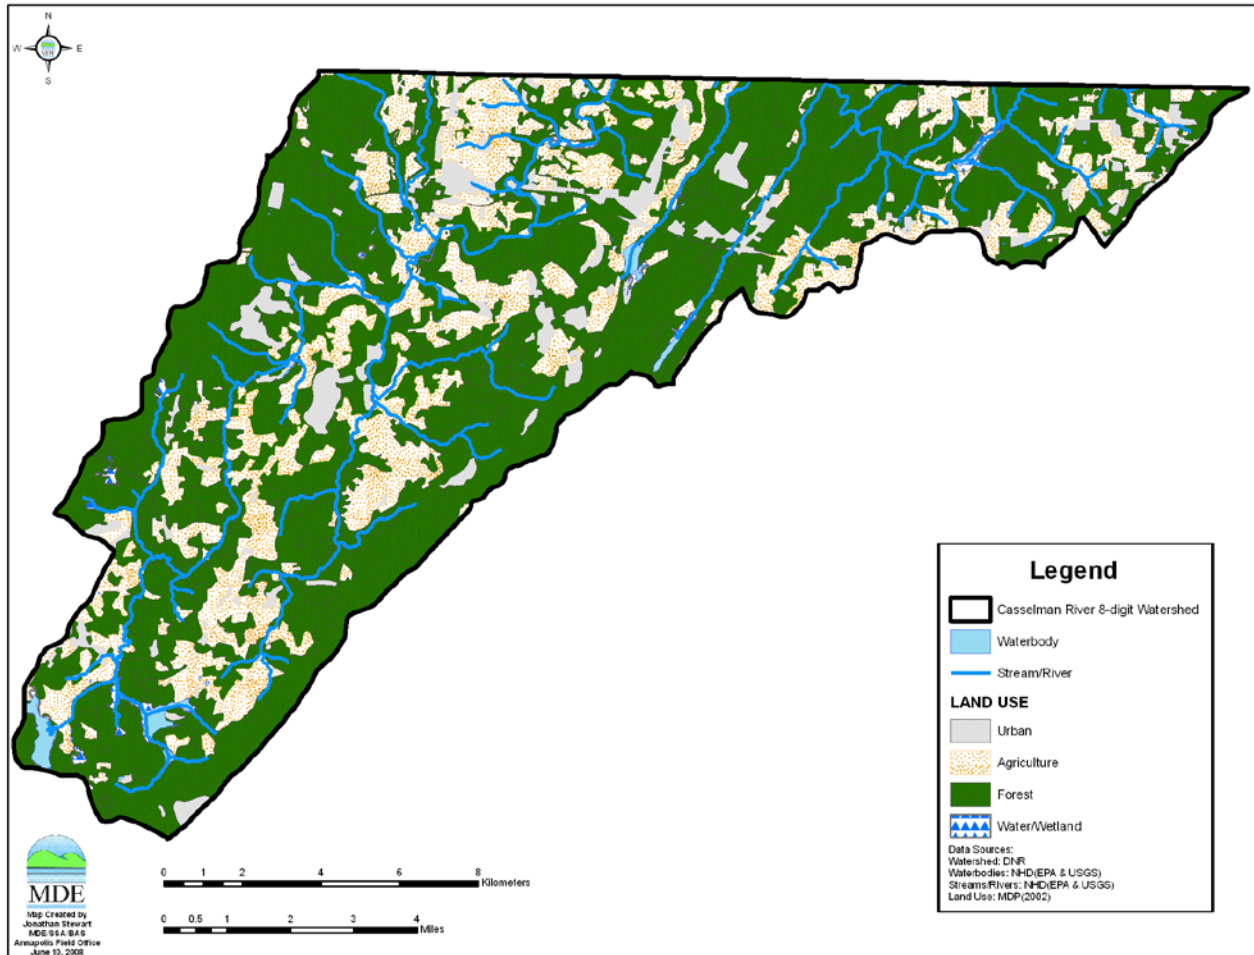 N
W
E
S
Legend
Casselman River 8-digit Watershed
Waterbody
Stream/River
LAND USE
Urban
Agriculture
Forest
Water/Wetland
Data Sources:
Watershed: DNR
Waterbodies: NHD(EPA & USGS)
Streams/Rivers: NHD(EPA & USGS)
Land Use: MDP(2002)
MDE
Map Created by
Jonathan Stewart
MDE/SSA/BAS
Annapolis Field Office
June 10, 2008
0 1 2 4 6 8
Kilometers
0 0.5 1 2 3 4
Miles